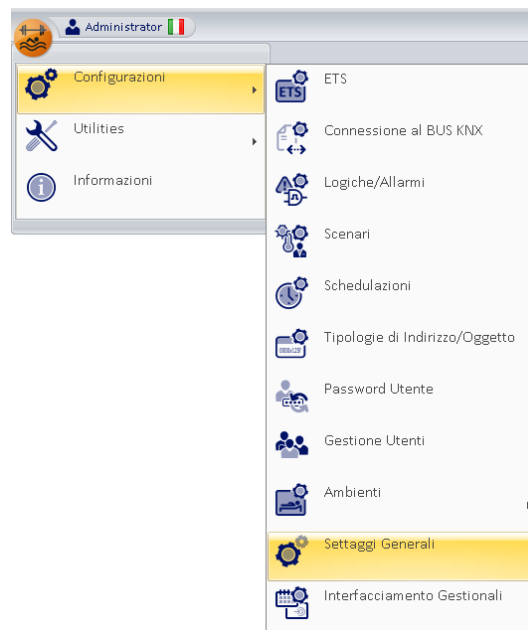 Administrator
Configurazioni
Utilities
Informazioni
ETS
ETS
Connessione al BUS KNX
Logiche/Allarmi
Scenari
Schedulazioni
Tipologie di Indirizzo/Oggetto
Password Utente
Gestione Utenti
Ambienti
Settaggi Generali
Interfacciamento Gestionali